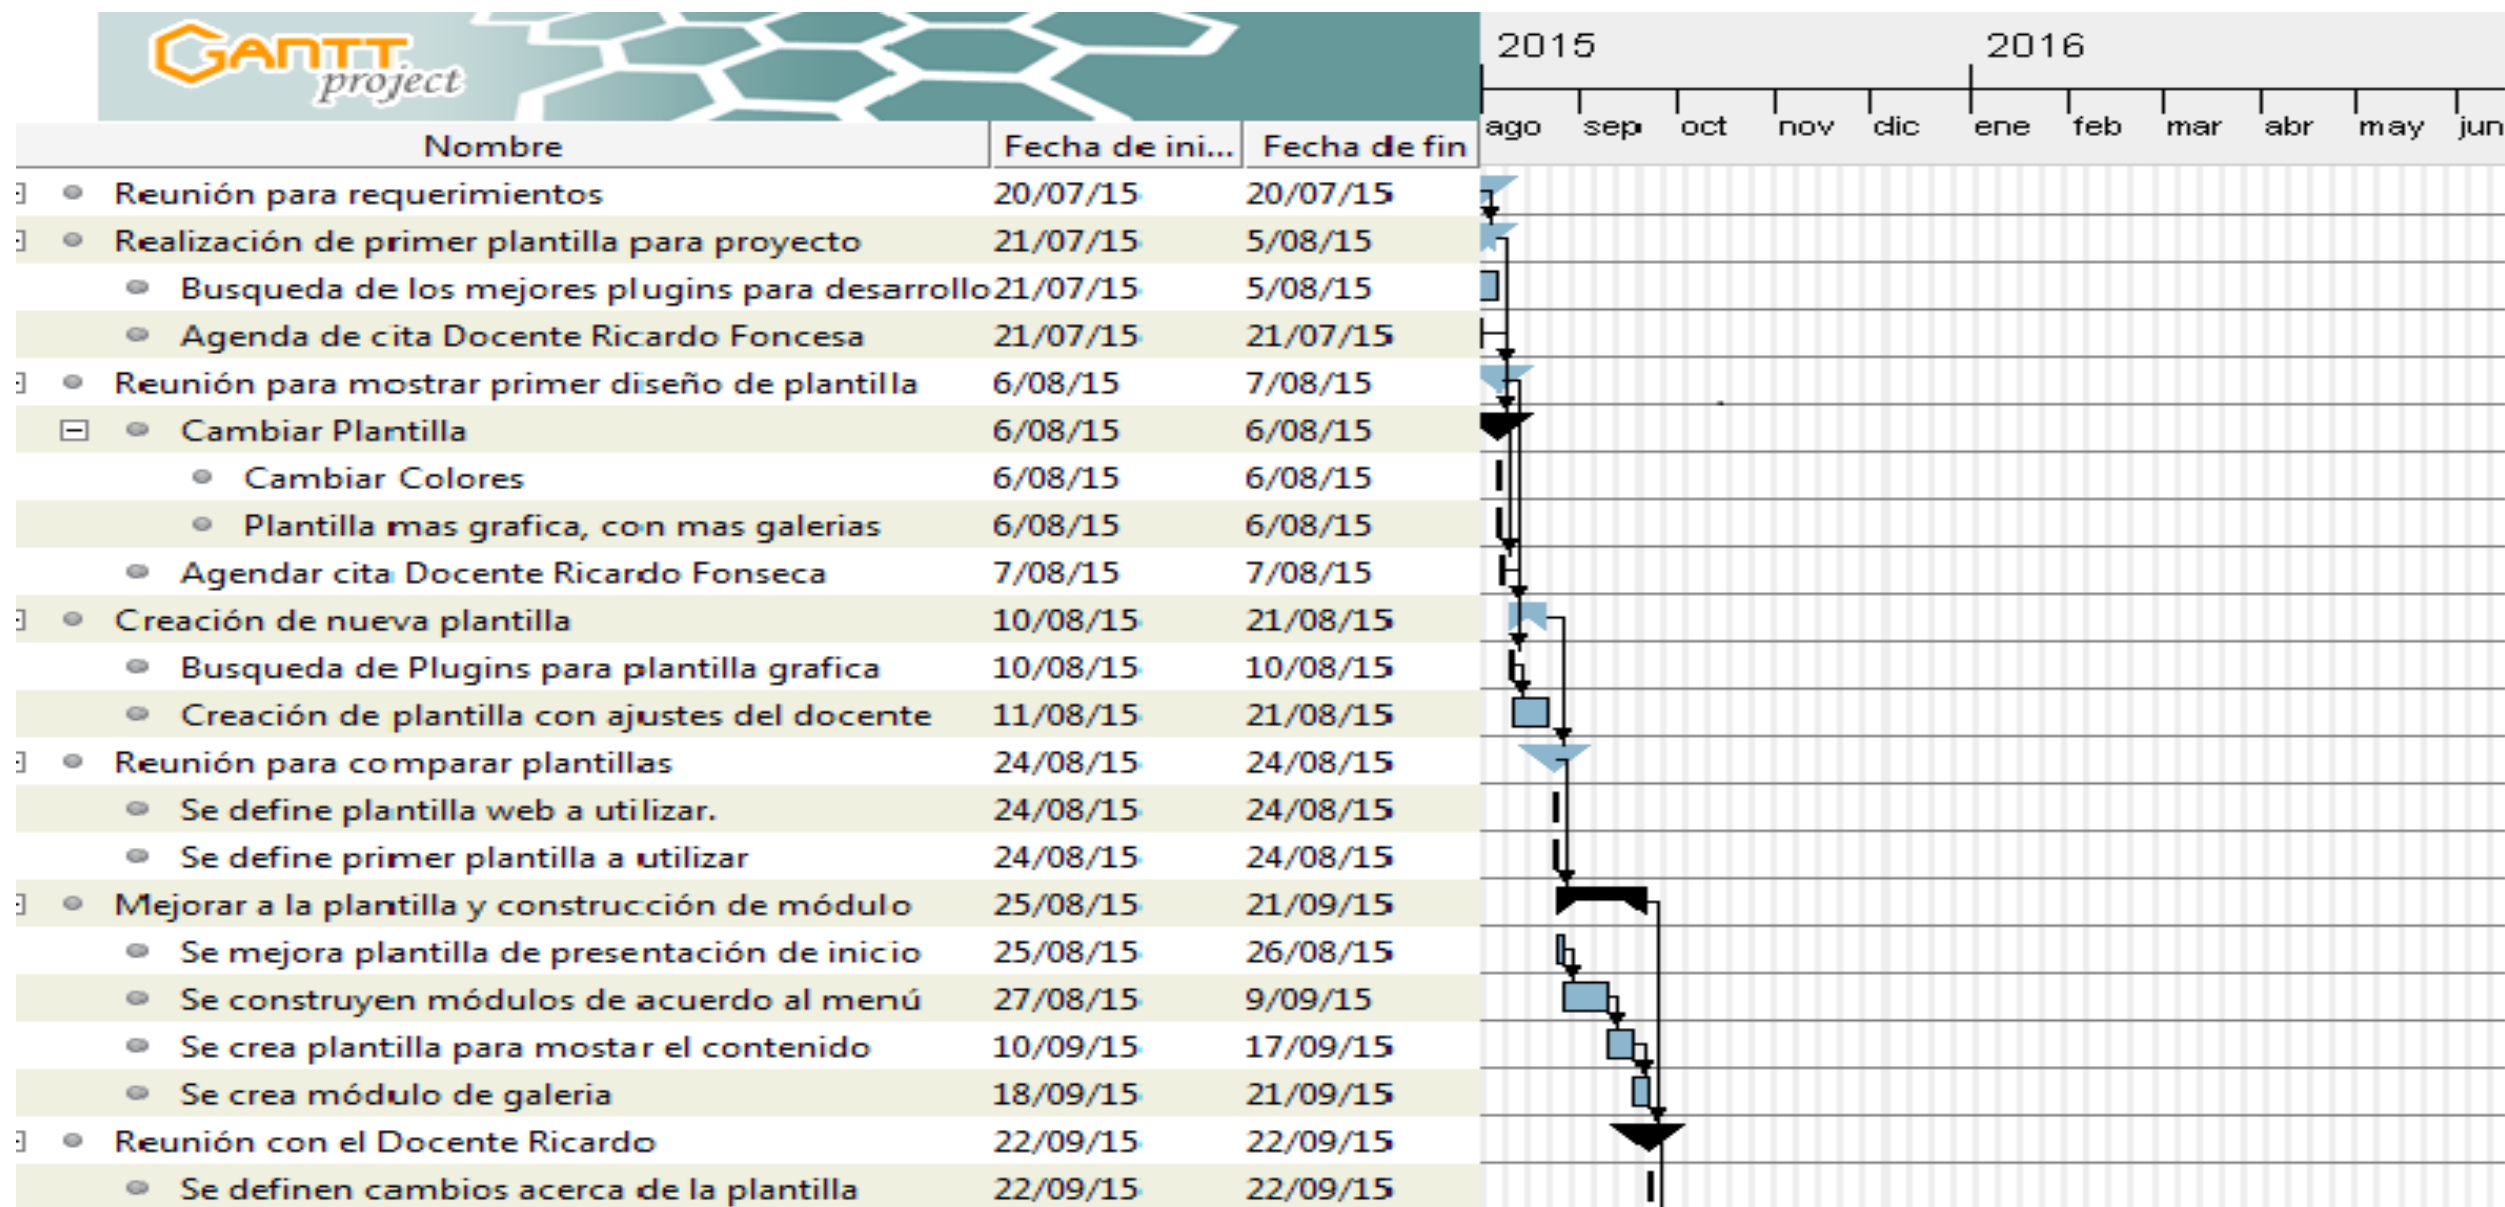 GANTT
project
2015 2016
ago sep oct nov dic ene feb mar abr may jun
Nombre Fecha de ini... Fecha de fin
Reunión para requerimientos 20/07/15 20/07/15
Realización de primer plantilla para proyecto 21/07/15 5/08/15
Busqueda de los mejores plugins para desarrollo 21/07/15 5/08/15
Agenda de cita Docente Ricardo Foncesa 21/07/15 21/07/15
Reunión para mostrar primer diseño de plantilla 6/08/15 7/08/15
Cambiar Plantilla 6/08/15 6/08/15
Cambiar Colores 6/08/15 6/08/15
Plantilla mas grafica, con mas galerias 6/08/15 6/08/15
Agendar cita Docente Ricardo Fonseca 7/08/15 7/08/15
Creación de nueva plantilla 10/08/15 21/08/15
Busqueda de Plugins para plantilla grafica 10/08/15 10/08/15
Creación de plantilla con ajustes del docente 11/08/15 21/08/15
Reunión para comparar plantillas 24/08/15 24/08/15
Se define plantilla web a utilizar. 24/08/15 24/08/15
Se define primer plantilla a utilizar 24/08/15 24/08/15
Mejorar a la plantilla y construcción de módulo 25/08/15 21/09/15
Se mejora plantilla de presentación de inicio 25/08/15 26/08/15
Se construyen módulos de acuerdo al menú 27/08/15 9/09/15
Se crea plantilla para mostar el contenido 10/09/15 17/09/15
Se crea módulo de galeria 18/09/15 21/09/15
Reunión con el Docente Ricardo 22/09/15 22/09/15
Se definen cambios acerca de la plantilla 22/09/15 22/09/15